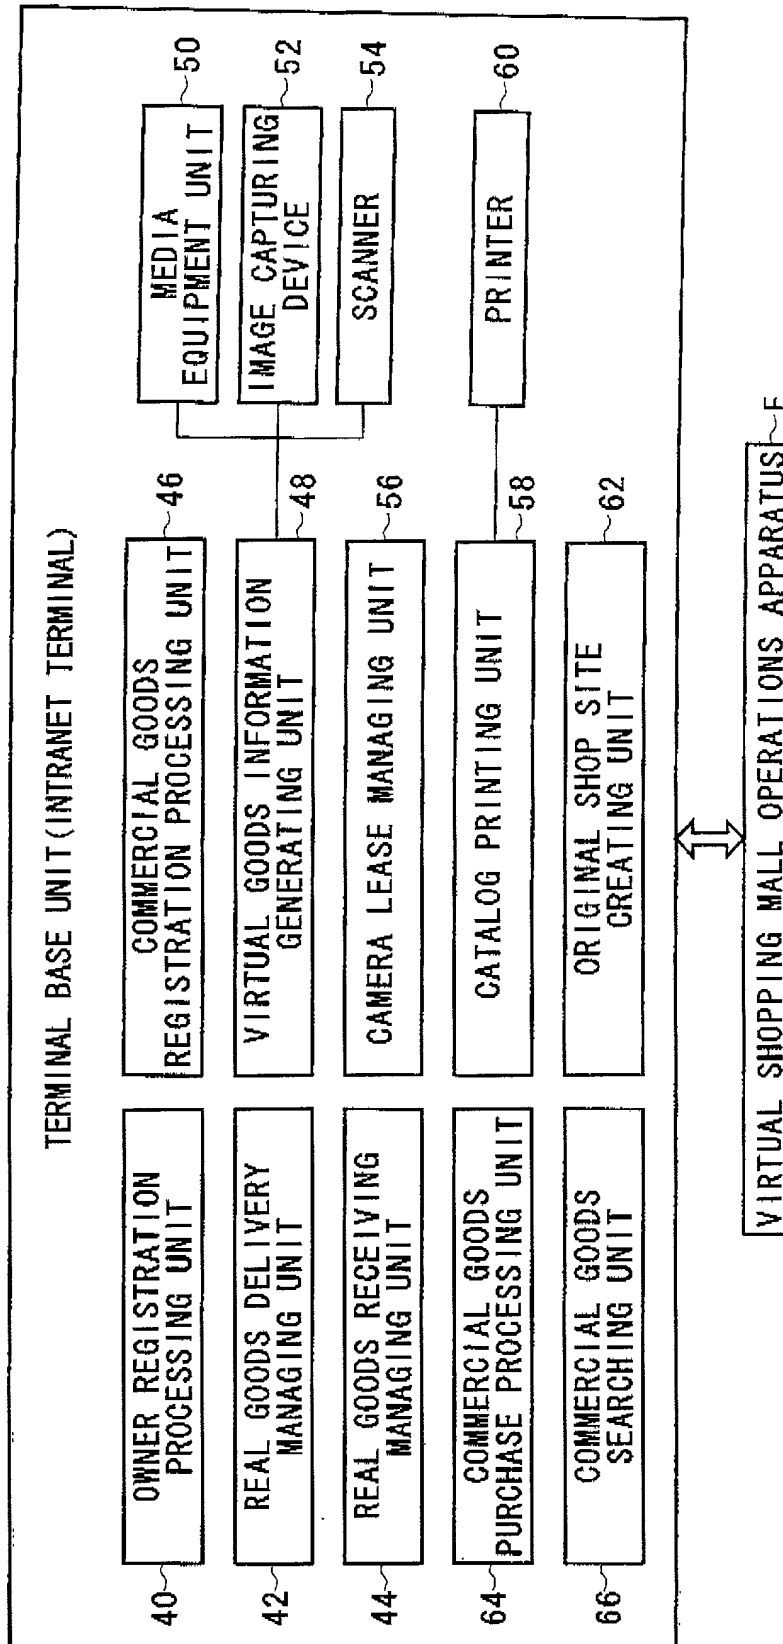 TERMINAL BASE UNIT(INTRANET TERMINAL)
40
OWNER REGISTRATION
PROCESSING UNIT
COMMERCIAL GOODS
REGISTRATION PROCESSING UNIT
46
MEDIA
EQUIPMENT UNIT
50
42
REAL GOODS DELIVERY
MANAGING UNIT
VIRTUAL GOODS INFORMATION
GENERATING UNIT
48
IMAGE CAPTURING
DEVICE
52
44
REAL GOODS RECEIVING
MANAGING UNIT
CAMERA LEASE MANAGING UNIT
56
SCANNER
54
64
COMMERCIAL GOODS
PURCHASE PROCESSING UNIT
CATALOG PRINTING UNIT
58
PRINTER
60
66
COMMERCIAL GOODS
SEARCHING UNIT
ORIGINAL SHOP SITE
CREATING UNIT
62
VIRTUAL SHOPPING MALL OPERATIONS APPARATUS